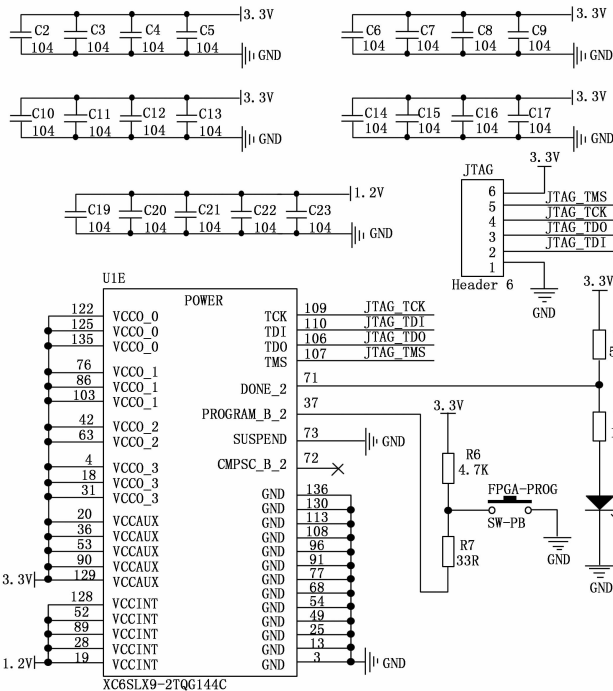 3.3V 3.3V
C2 C3 C4 C5 C6 C7 C8 C9
104 104 104 104 GND 104 104 104 104 GND
3.3V 3.3V
C10 C11 C12 C13 C14 C15 C16 C17
104 104 104 104 GND 104 104 104 104 GND
1.2V
C19 C20 C21 C22 C23
104 104 104 104 104 GND
JTAG 3.3V
6
5 JTAG_TMS
4 JTAG_TCK
3 JTAG_TDO
2 JTAG_TDI
1
Header 6
GND
3.3V
U1E
POWER
122 VCCO_0 TCK 109 JTAG_TCK
125 VCCO_0 TDI 110 JTAG_TDI
135 VCCO_0 TDO 106 JTAG_TDO
TMS 107 JTAG_TMS
76 VCCO_1
86 VCCO_1 DONE_2 71
103 VCCO_1
PROGRAM_B_2 37
42 VCCO_2
63 VCCO_2 SUSPEND 73 GND
4 VCCO_3 CMPSC_B_2 72
18 VCCO_3
31 VCCO_3 GND 136
GND 130
20 VCCAUX GND 113
36 VCCAUX GND 108
53 VCCAUX GND 96
90 VCCAUX GND 91
3.3V 129 VCCAUX GND 77
128 VCCINT GND 68
52 VCCINT GND 54
89 VCCINT GND 49
28 VCCINT GND 25
1.2V 19 VCCINT GND 13
GND 3 GND
XC6SLX9-2TQG144C
3.3V
R6
4.7K
FPGA-PROG
SW-PB
R7
33R
GND
GND
5